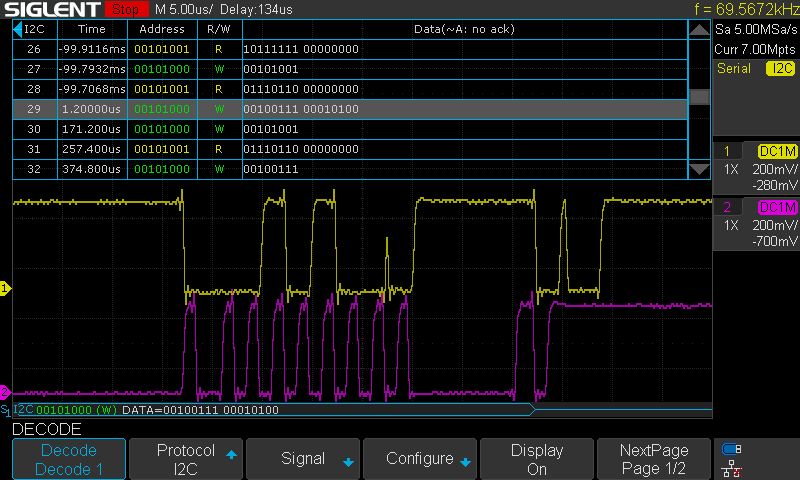 SIGLENT Stop M 5.00us/ Delay:134us f = 69.5672kHz
I2C Time Address R/W Data(~A: no ack)
26 -99.9116ms 00101001 R 10111111 00000000
27 -99.7932ms 00101000 W 00101001
28 -99.7068ms 00101001 R 01110110 00000000
29 1.20000us 00101000 W 00100111 00010100
30 171.200us 00101000 W 00101001
31 257.400us 00101001 R 01110110 00000000
32 374.800us 00101000 W 00100111
Sa 5.00MSa/s
Curr 7.00Mpts
Serial I2C
1 DC1M
1X 200mV/
-280mV
2 DC1M
1X 200mV/
-700mV
1
2
S1 I2C 00101000 (W) DATA=00100111 00010100
DECODE
Decode
Decode 1
Protocol
I2C
Signal
Configure
Display
On
NextPage
Page 1/2